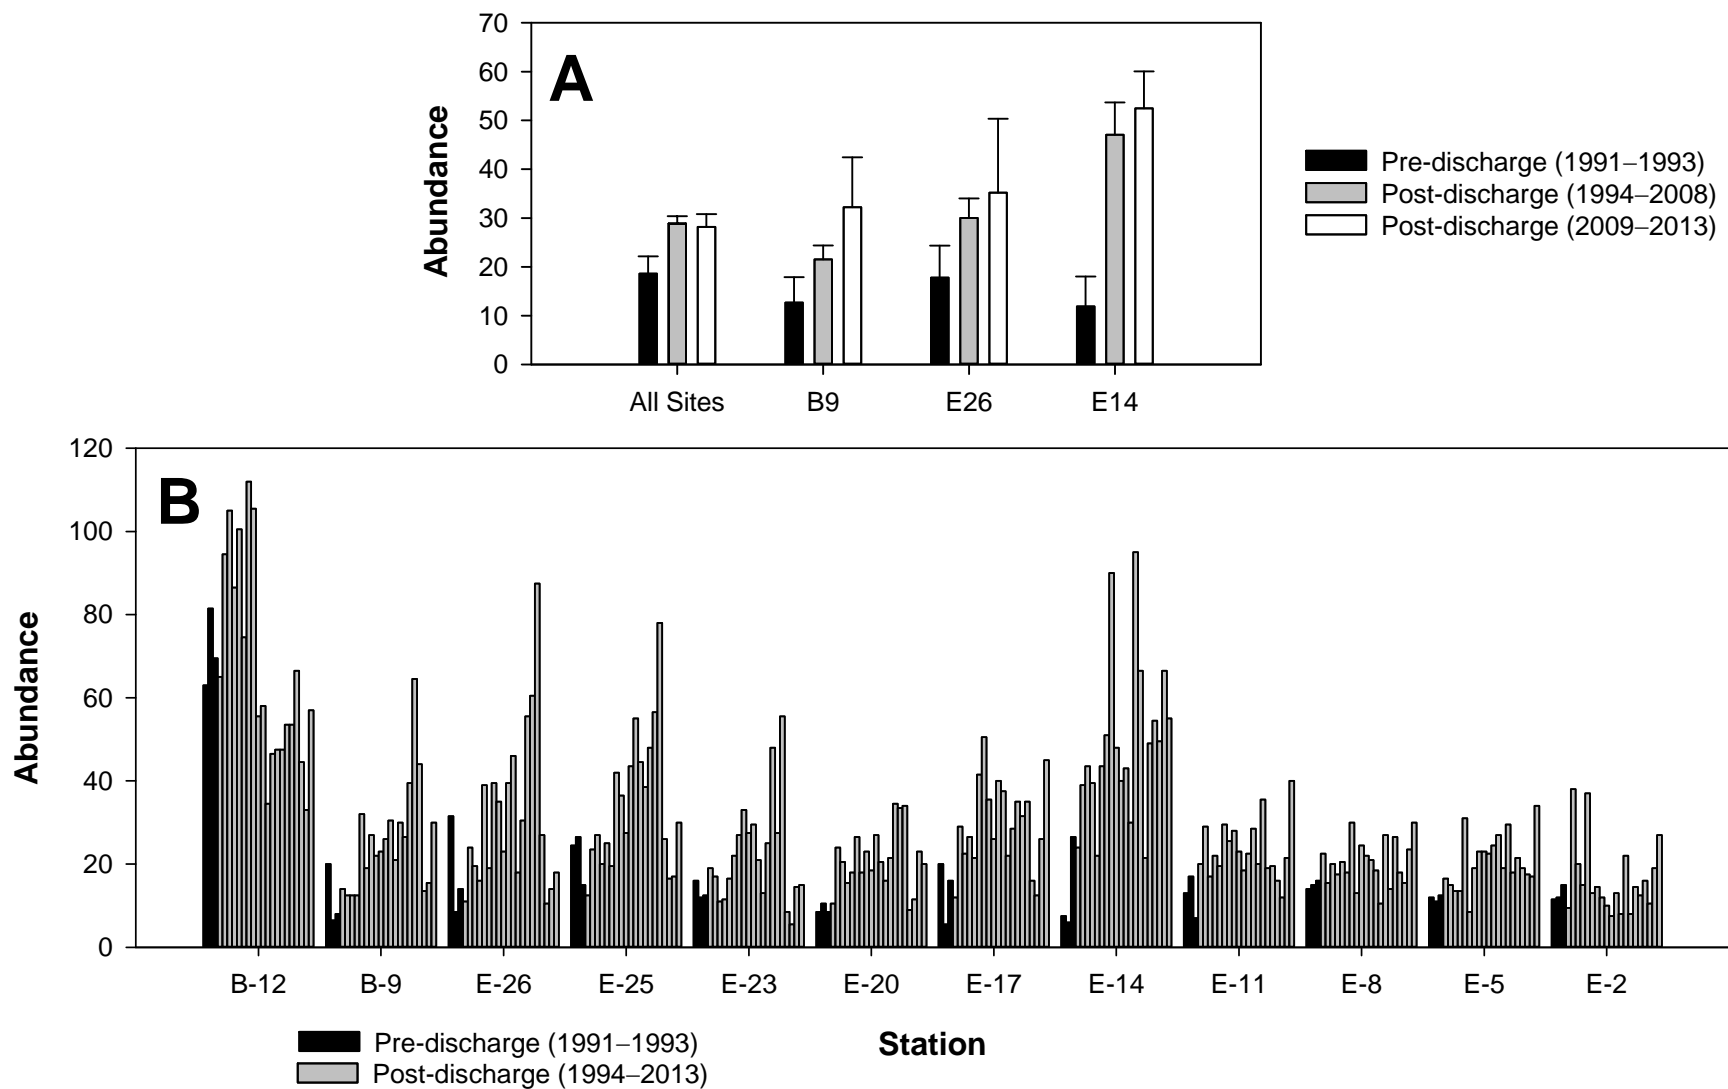 70
60
50
40
30
20
10
0
Abundance
A
All Sites B9 E26 E14
Pre-discharge (1991–1993)
Post-discharge (1994–2008)
Post-discharge (2009–2013)
120
100
80
60
40
20
0
Abundance
B
B-12 B-9 E-26 E-25 E-23 E-20 E-17 E-14 E-11 E-8 E-5 E-2
Station
Pre-discharge (1991–1993)
Post-discharge (1994–2013)